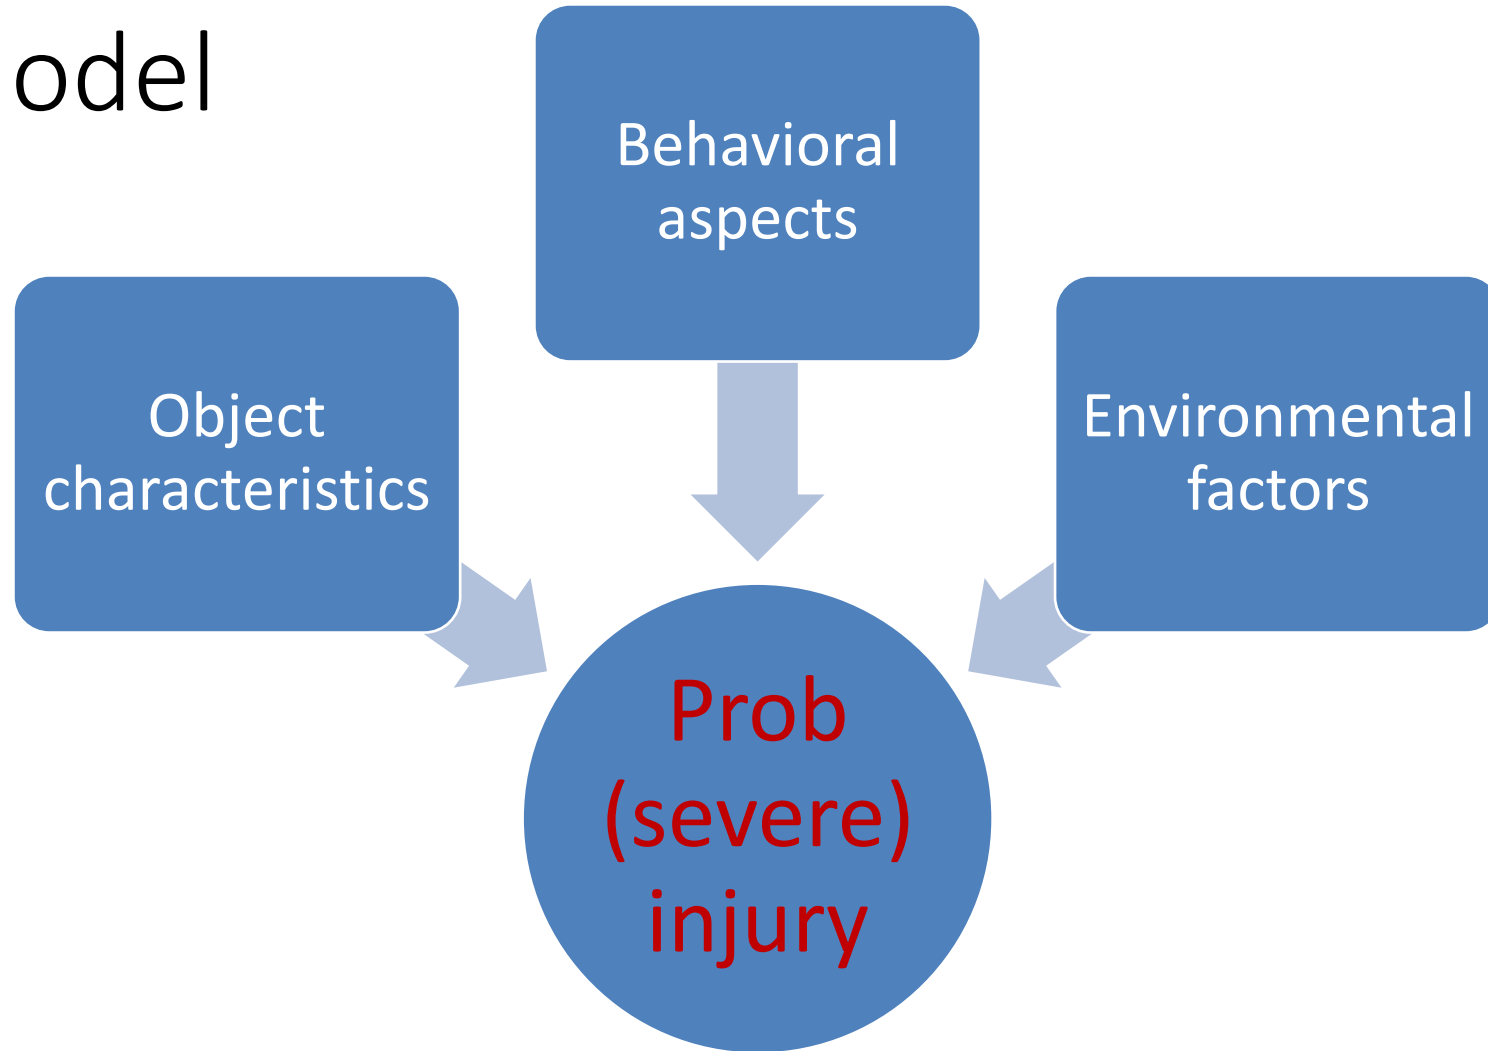 odel
Behavioral
aspects
Object
characteristics
Environmental
factors
Prob
(severe)
injury